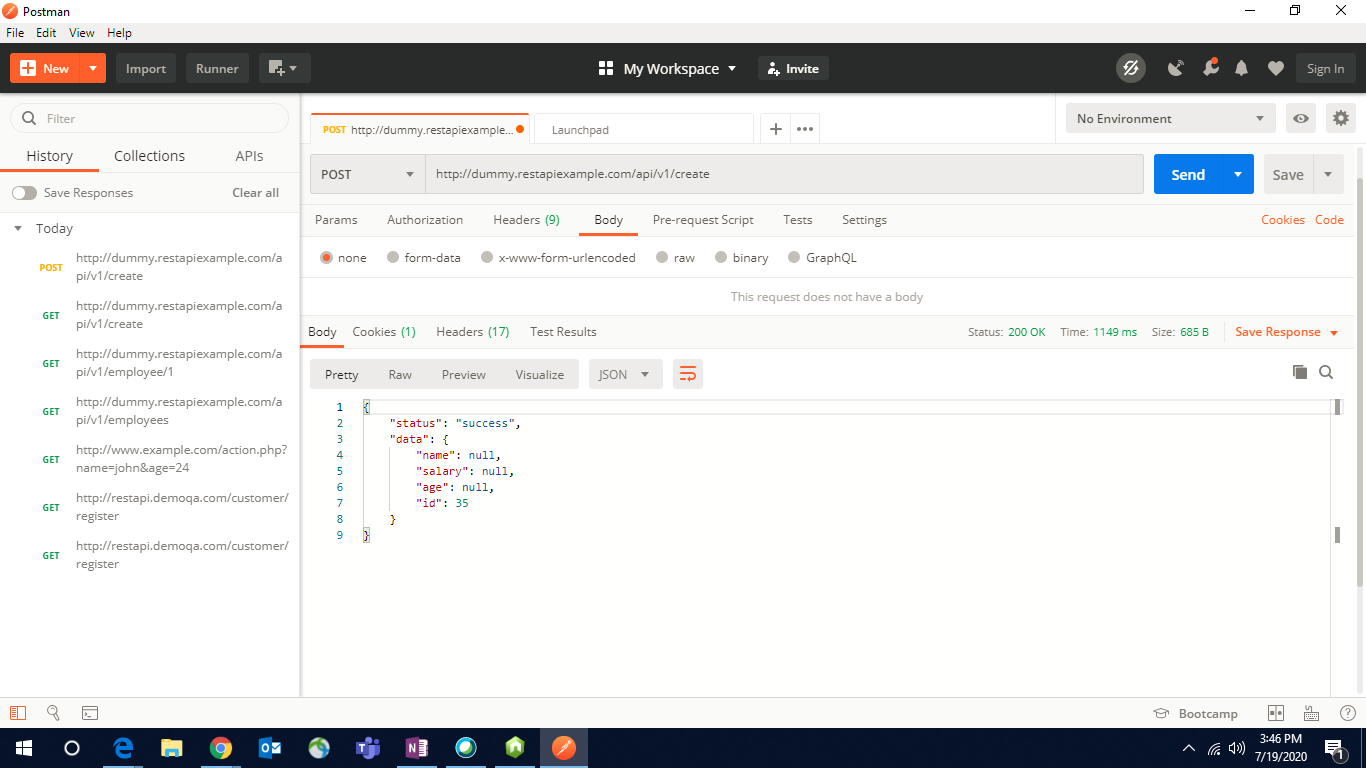 Postman
File Edit View Help
New Import Runner My Workspace Invite Sign In
Filter
History Collections APIs
Save Responses Clear all
Today
POST http://dummy.restapiexample.com/a
pi/v1/create
GET http://dummy.restapiexample.com/a
pi/v1/create
GET http://dummy.restapiexample.com/a
pi/v1/employee/1
GET http://dummy.restapiexample.com/a
pi/v1/employees
GET http://www.example.com/action.php?
name=john&age=24
GET http://restapi.demoqa.com/customer/
register
GET http://restapi.demoqa.com/customer/
register
POST http://dummy.restapiexample... Launchpad No Environment
POST http://dummy.restapiexample.com/api/v1/create Send Save
Params Authorization Headers (9) Body Pre-request Script Tests Settings Cookies Code
none form-data x-www-form-urlencoded raw binary GraphQL
This request does not have a body
Body Cookies (1) Headers (17) Test Results Status: 200 OK Time: 1149 ms Size: 685 B Save Response
Pretty Raw Preview Visualize JSON
1 {
2 "status": "success",
3 "data": {
4 "name": null,
5 "salary": null,
6 "age": null,
7 "id": 35
8 }
9 }
Bootcamp
3:46 PM
7/19/2020
1